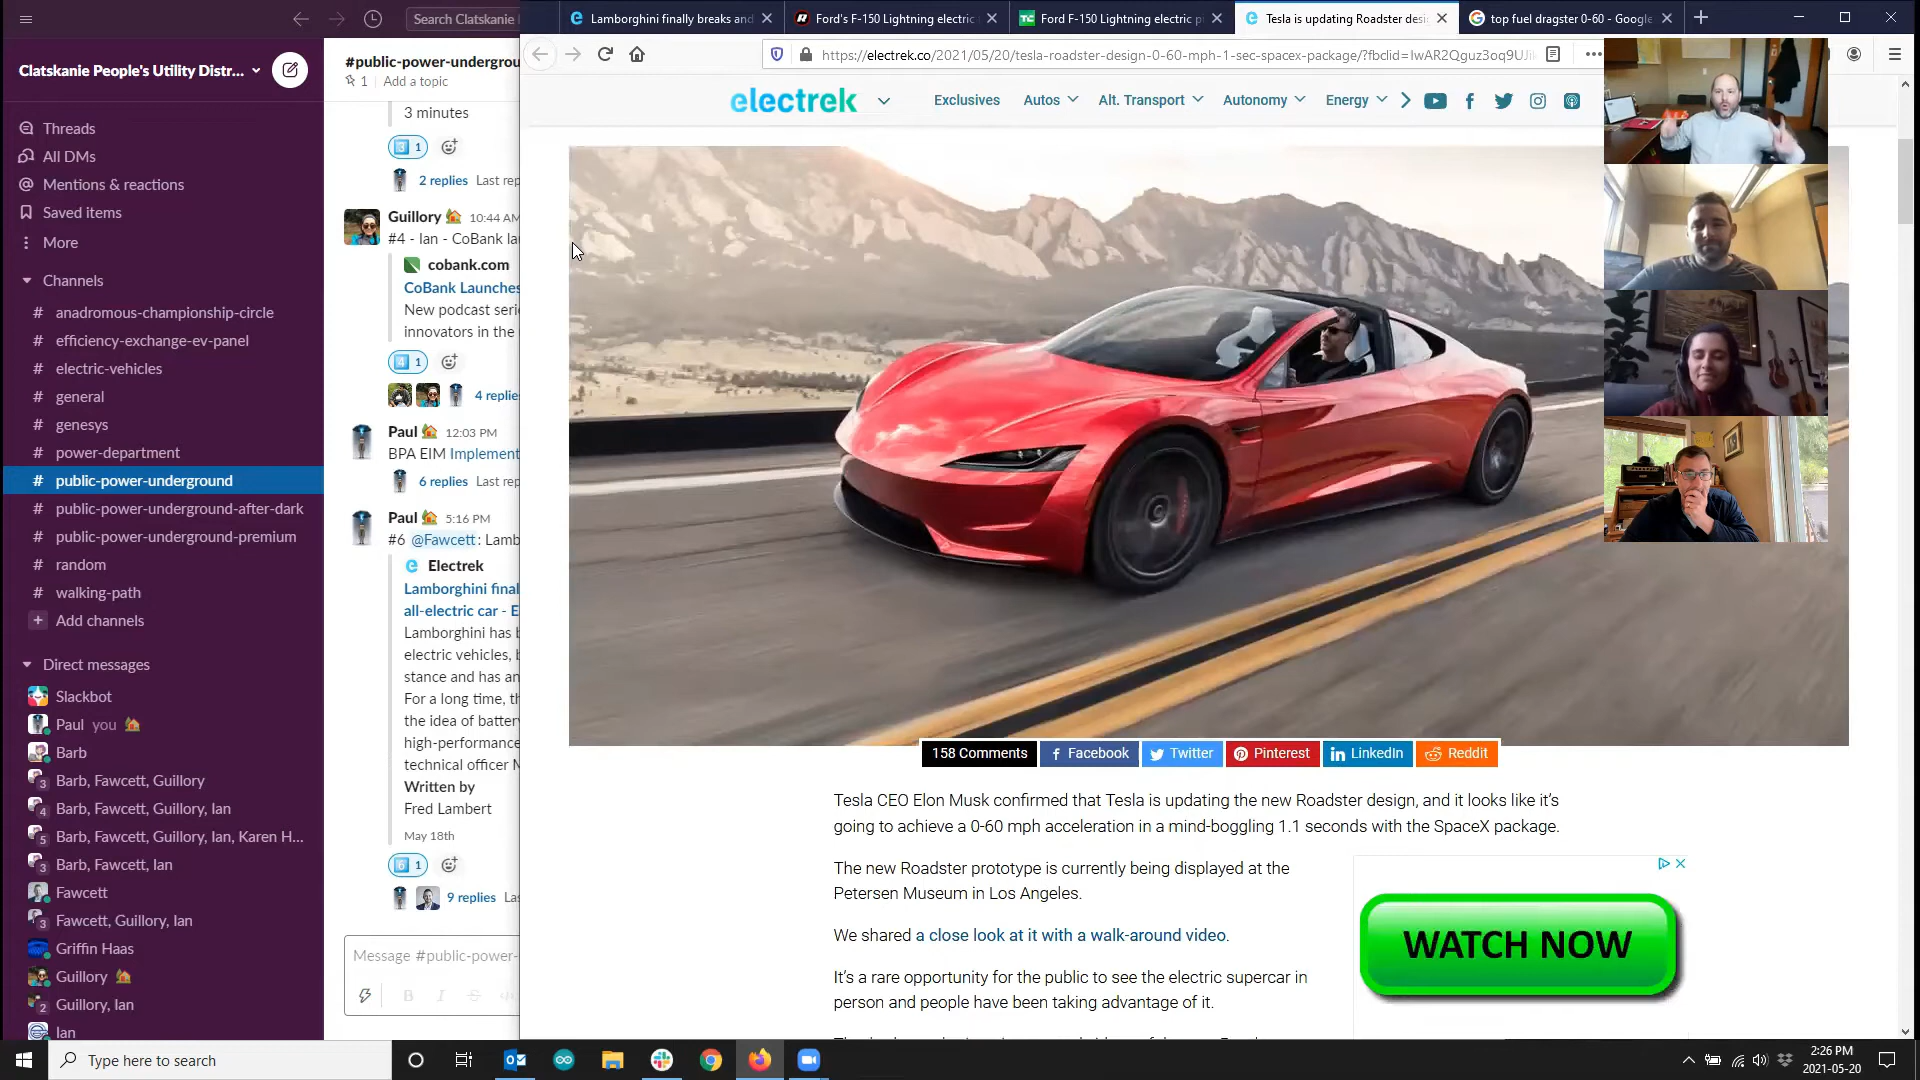 Search Clatskanie
Clatskanie People's Utility Distr...
Threads
All DMs
Mentions & reactions
Saved items
More
Channels
# anadromous-championship-circle
# efficiency-exchange-ev-panel
# electric-vehicles
# general
# genesys
# power-department
# public-power-underground
# public-power-underground-after-dark
# public-power-underground-premium
# random
# walking-path
+ Add channels
Direct messages
Slackbot
Paul you
Barb
3 Barb, Fawcett, Guillory
4 Barb, Fawcett, Guillory, Ian
5 Barb, Fawcett, Guillory, Ian, Karen H...
3 Barb, Fawcett, Ian
Fawcett
3 Fawcett, Guillory, Ian
Griffin Haas
Guillory
2 Guillory, Ian
Ian
#public-power-undergrou
1 Add a topic
3 minutes
3 1
2 replies Last rep
Guillory 10:44 AM
#4 - Ian - CoBank lau
cobank.com
CoBank Launches
New podcast seri
innovators in the
4 1
4 replies
Paul 12:03 PM
BPA EIM Implement
6 replies Last rep
Paul 5:16 PM
#6 @Fawcett: Lamb
Electrek
Lamborghini final
all-electric car - E
Lamborghini has b
electric vehicles, b
stance and has an
For a long time, th
the idea of battery
high-performance
technical officer M
Written by
Fred Lambert
May 18th
6 1
9 replies Las
Message #public-power-
Lamborghini finally breaks and
Ford's F-150 Lightning electric
Ford F-150 Lightning electric p
Tesla is updating Roadster desi
top fuel dragster 0-60 - Google
https://electrek.co/2021/05/20/tesla-roadster-design-0-60-mph-1-sec-spacex-package/?fbclid=IwAR2Qguz3oq9UJi
electrek
Exclusives Autos Alt. Transport Autonomy Energy
158 Comments Facebook Twitter Pinterest LinkedIn Reddit
Tesla CEO Elon Musk confirmed that Tesla is updating the new Roadster design, and it looks like it's
going to achieve a 0-60 mph acceleration in a mind-boggling 1.1 seconds with the SpaceX package.
The new Roadster prototype is currently being displayed at the
Petersen Museum in Los Angeles.
We shared a close look at it with a walk-around video.
It's a rare opportunity for the public to see the electric supercar in
person and people have been taking advantage of it.
WATCH NOW
Type here to search
2:26 PM
2021-05-20